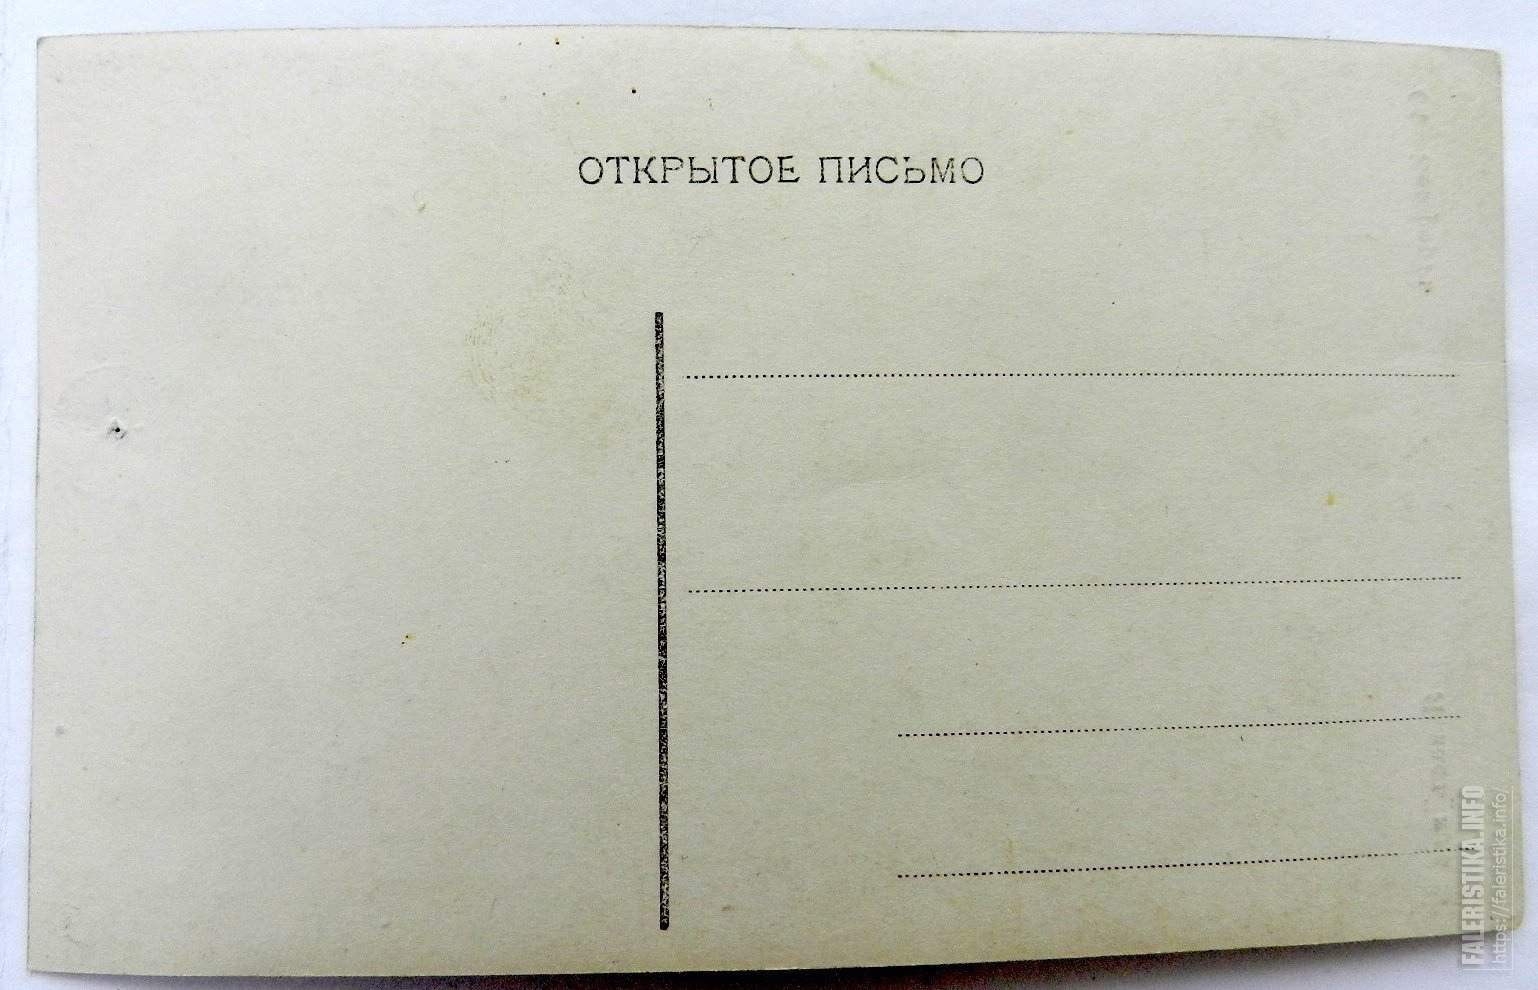 ОТКРЫТОЕ ПИСЬМО
FALERISTIKA.INFO
https://faleristika.info/